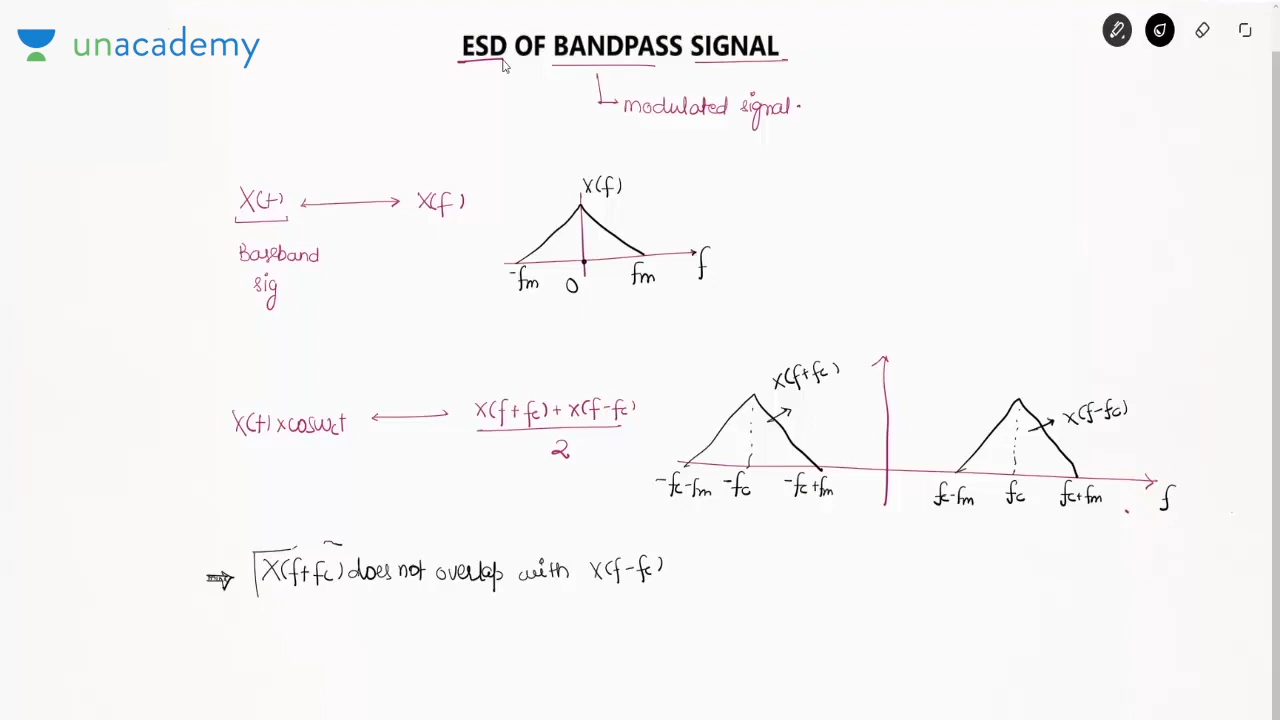 unacademy
ESD OF BANDPASS SIGNAL
modulated signal.
X(t) ⟷ X(f)
Baseband
sig
X(f)
-fm 0 fm f
X(t) x cosωct ⟷ X(f+fc) + X(f-fc)
2
X(f+fc)
X(f-fc)
-fc-fm -fc -fc+fm fc-fm fc fc+fm f
⇒ X(f+fc) does not overlap with X(f-fc)